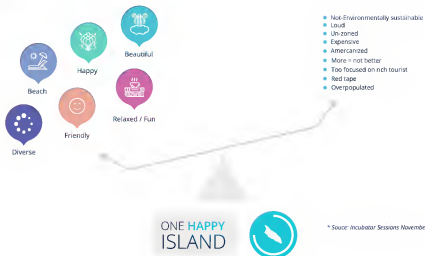 Beautiful
Happy
Beach
Relaxed / Fun
Friendly
Diverse
Not-Environmentally sustainable
Loud
Un-zoned
Expensive
Amercanized
More = not better
Too focused on rich tourist
Red tape
Overpopulated
ONE HAPPY
ISLAND
* Souce: Incubator Sessions Novembe